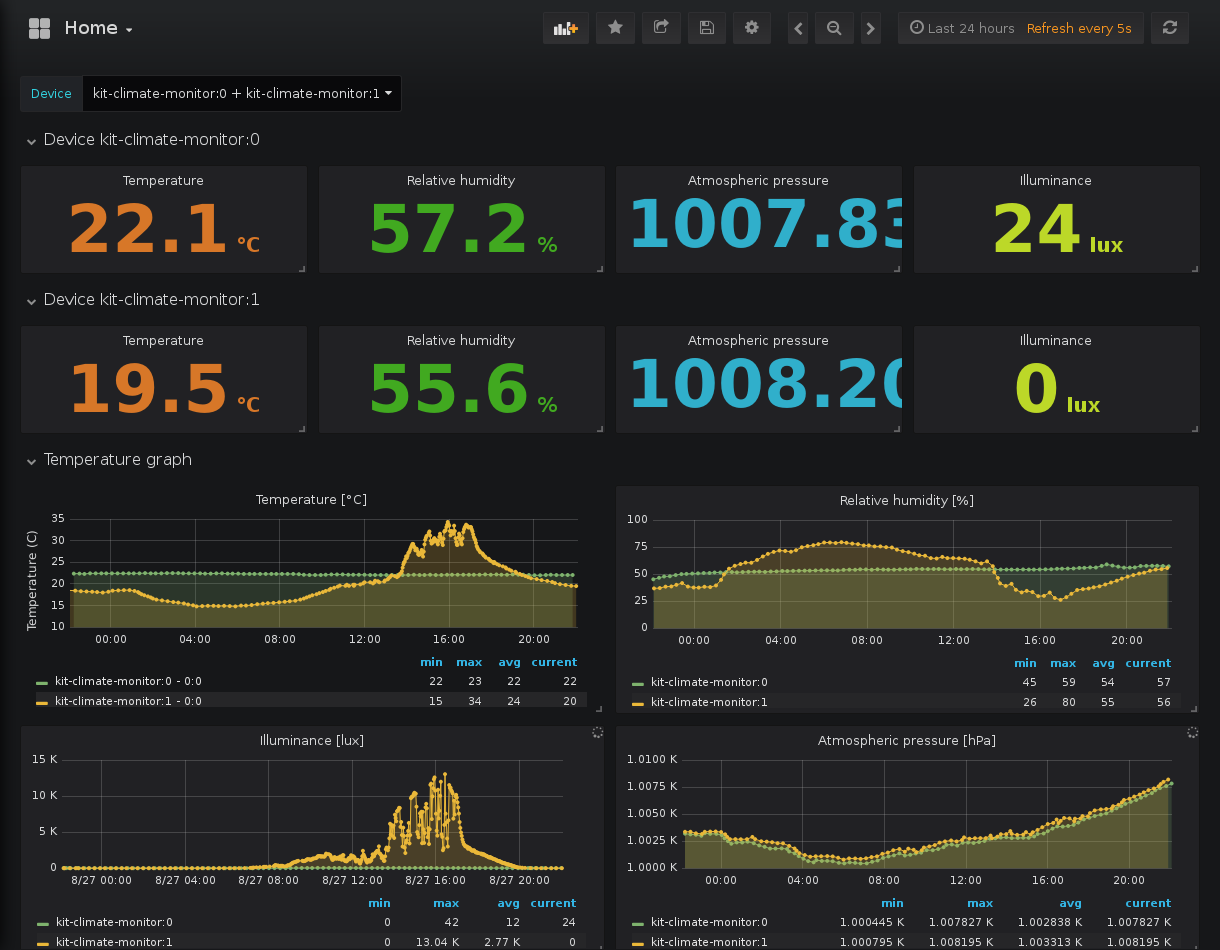 Home
Last 24 hours Refresh every 5s
Device kit-climate-monitor:0 + kit-climate-monitor:1
Device kit-climate-monitor:0
Temperature Relative humidity Atmospheric pressure Illuminance
22.1 °C 57.2 % 1007.83 24 lux
Device kit-climate-monitor:1
Temperature Relative humidity Atmospheric pressure Illuminance
19.5 °C 55.6 % 1008.20 0 lux
Temperature graph
Temperature [°C]
Temperature (C)
35
30
25
20
15
10
00:00 04:00 08:00 12:00 16:00 20:00
min max avg current
kit-climate-monitor:0 - 0:0 22 23 22 22
kit-climate-monitor:1 - 0:0 15 34 24 20
Relative humidity [%]
100
75
50
25
0
00:00 04:00 08:00 12:00 16:00 20:00
min max avg current
kit-climate-monitor:0 45 59 54 57
kit-climate-monitor:1 26 80 55 56
Illuminance [lux]
15 K
10 K
5 K
0
8/27 00:00 8/27 04:00 8/27 08:00 8/27 12:00 8/27 16:00 8/27 20:00
min max avg current
kit-climate-monitor:0 0 42 12 24
kit-climate-monitor:1 0 13.04 K 2.77 K 0
Atmospheric pressure [hPa]
1.0100 K
1.0075 K
1.0050 K
1.0025 K
1.0000 K
00:00 04:00 08:00 12:00 16:00 20:00
min max avg current
kit-climate-monitor:0 1.000445 K 1.007827 K 1.002838 K 1.007827 K
kit-climate-monitor:1 1.000795 K 1.008195 K 1.003313 K 1.008195 K